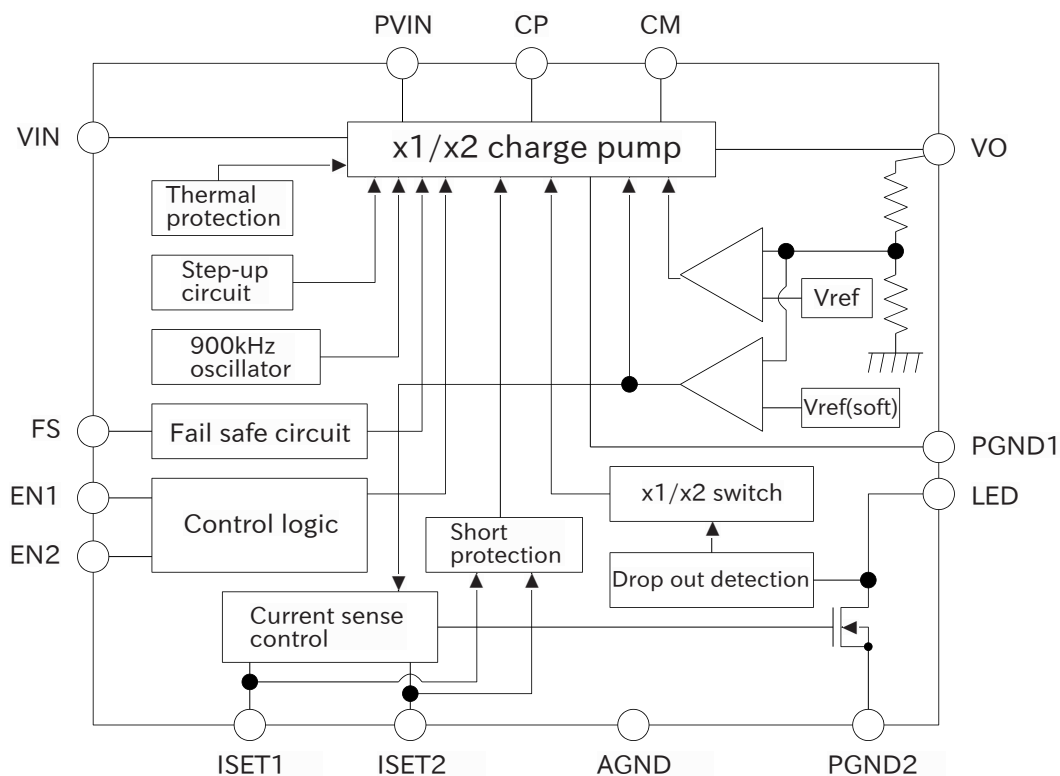 PVIN
CP
CM
VIN
x1/x2 charge pump
VO
Thermal
protection
Step-up
circuit
Vref
900kHz
oscillator
Vref(soft)
FS
Fail safe circuit
PGND1
EN1
x1/x2 switch
LED
Control logic
Short
protection
EN2
Drop out detection
Current sense
control
ISET1
ISET2
AGND
PGND2